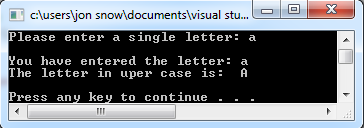 c:\users\jon snow\documents\visual stu...
Please enter a single letter: a
You have entered the letter: a
The letter in uper case is:  A
Press any key to continue . . .